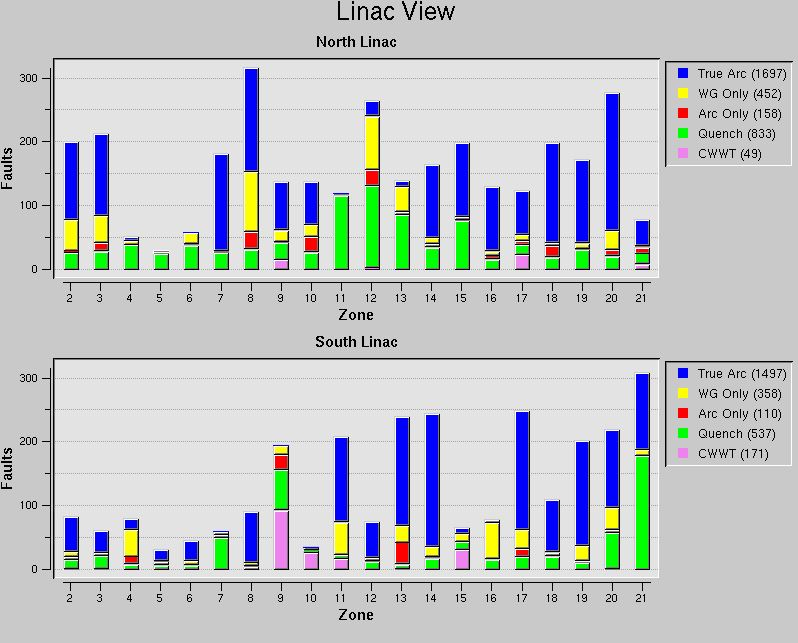 Linac View
North Linac
Faults
300
200
100
0
2 3 4 5 6 7 8 9 10 11 12 13 14 15 16 17 18 19 20 21
Zone
True Arc (1697)
WG Only (452)
Arc Only (158)
Quench (833)
CWWT (49)
South Linac
Faults
300
200
100
0
2 3 4 5 6 7 8 9 10 11 12 13 14 15 16 17 18 19 20 21
Zone
True Arc (1497)
WG Only (358)
Arc Only (110)
Quench (537)
CWWT (171)